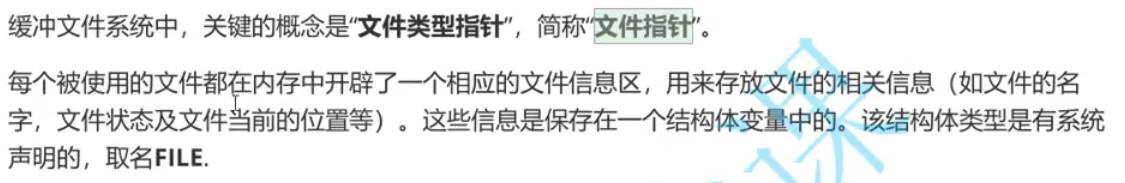 缓冲文件系统中，关键的概念是“文件类型指针”，简称“文件指针”。
每个被使用的文件都在内存中开辟了一个相应的文件信息区，用来存放文件的相关信息（如文件的名
字，文件状态及文件当前的位置等）。这些信息是保存在一个结构体变量中的。该结构体类型是有系统
声明的，取名FILE.